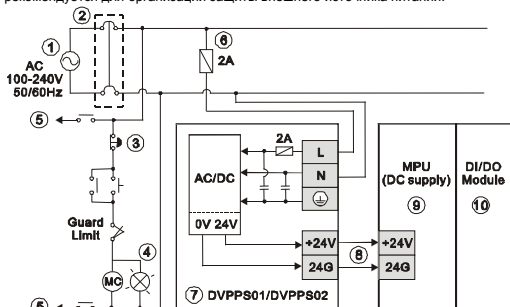 рекомендуется для организации защиты внешнего источника питания.
2
1
6
2A
AC
100-240V
50/60Hz
5
3
2A
L
N
AC/DC
MPU
(DC supply)
DI/DO
Module
9
10
0V 24V
Guard
Limit
+24V
+24V
4
8
24G
24G
MC
7 DVPPS01/DVPPS02
5